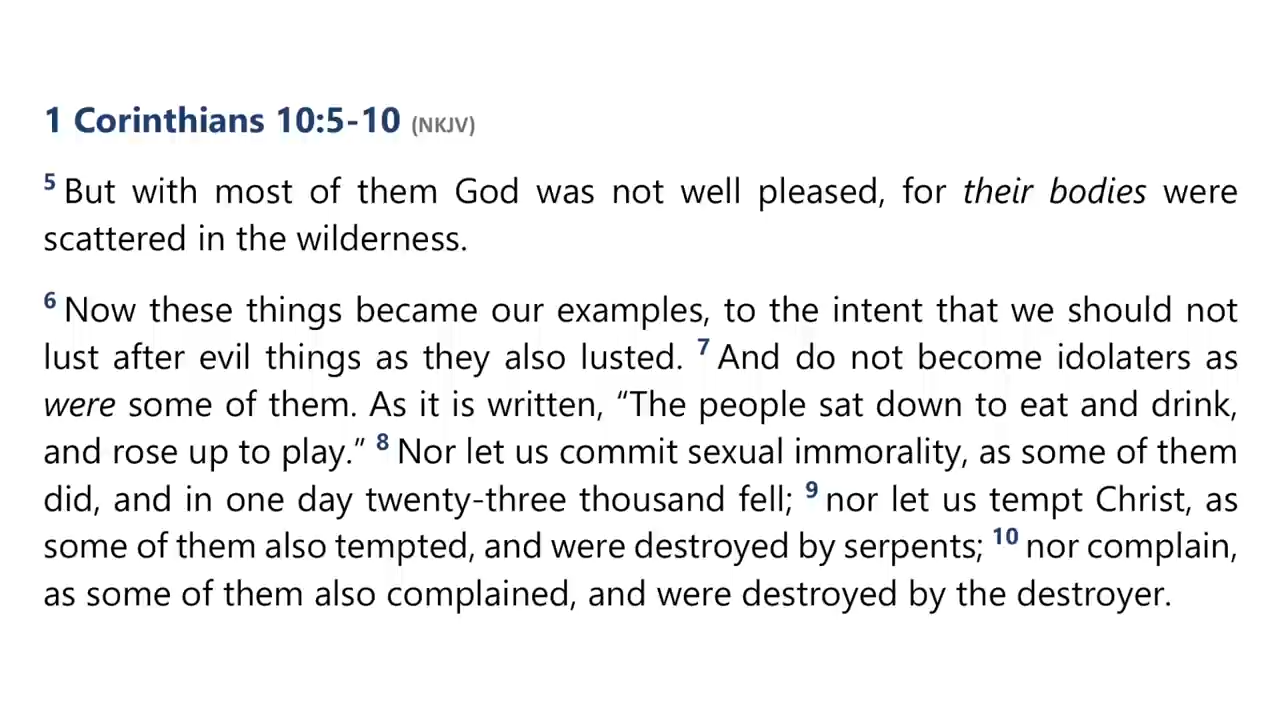 1 Corinthians 10:5-10 (NKJV)
5 But with most of them God was not well pleased, for their bodies were
scattered in the wilderness.
6 Now these things became our examples, to the intent that we should not
lust after evil things as they also lusted. 7 And do not become idolaters as
were some of them. As it is written, “The people sat down to eat and drink,
and rose up to play.” 8 Nor let us commit sexual immorality, as some of them
did, and in one day twenty-three thousand fell; 9 nor let us tempt Christ, as
some of them also tempted, and were destroyed by serpents; 10 nor complain,
as some of them also complained, and were destroyed by the destroyer.